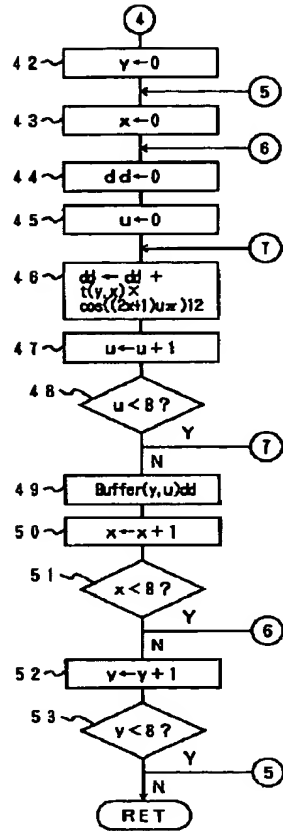 4
42 y←0
5
43 x←0
6
44 dd←0
45 u←0
7
46 dd ← dd +
t(y,x)×
cos((2x+1)uπ)12
47 u←u+1
48 u<8?
Y
7
N
49 Buffer(y,u)dd
50 x←x+1
51 x<8?
Y
6
N
52 y←y+1
53 y<8?
Y
5
N
RET